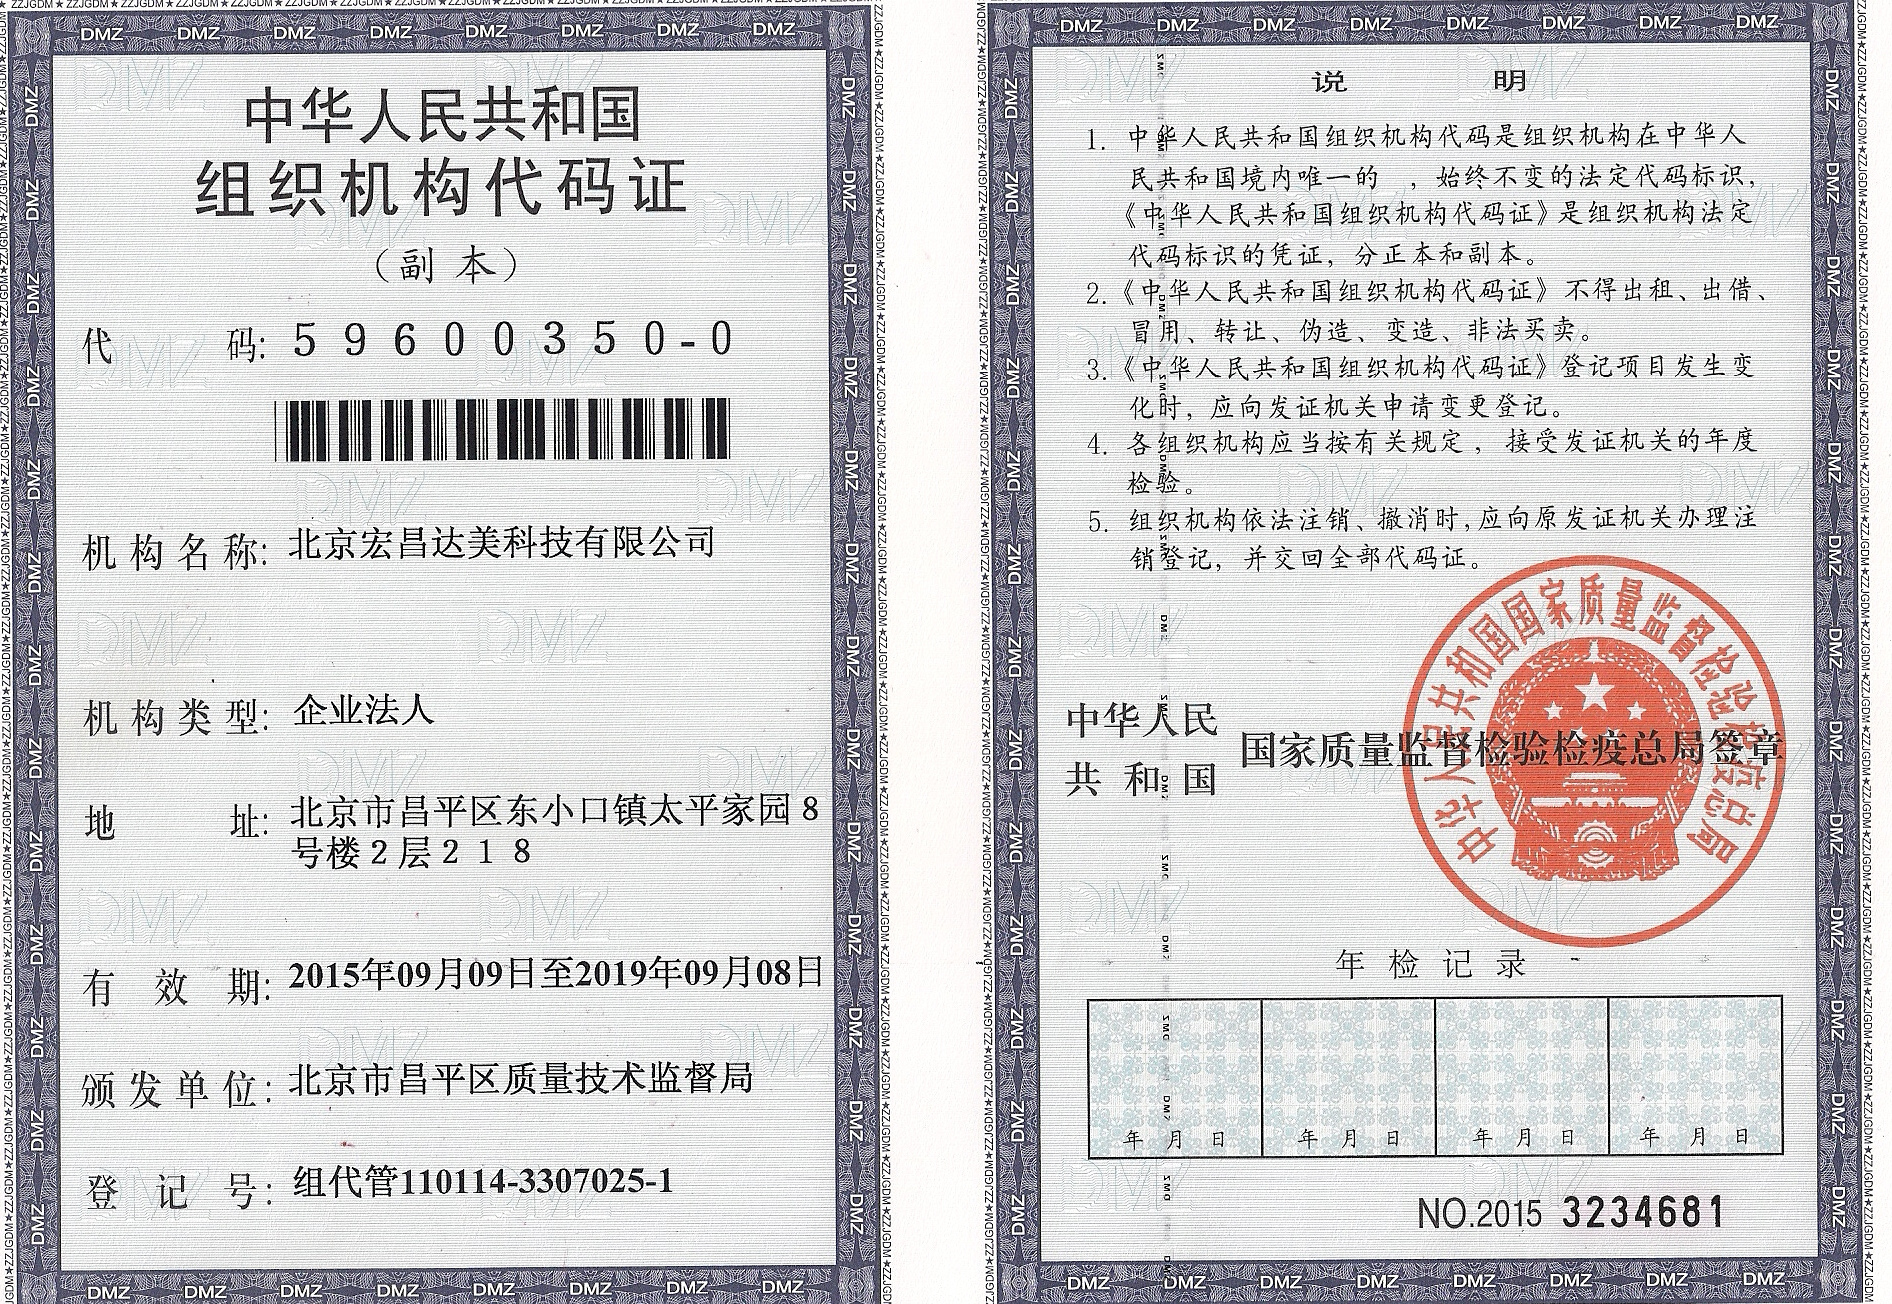 中华人民共和国
组织机构代码证
（副本）
代 码: 59600350-0
机构名称: 北京宏昌达美科技有限公司
机构类型: 企业法人
地 址: 北京市昌平区东小口镇太平家园8
号楼2层218
有 效 期: 2015年09月09日至2019年09月08日
颁发单位: 北京市昌平区质量技术监督局
登 记 号: 组代管110114-3307025-1
说 明
1. 中华人民共和国组织机构代码是组织机构在中华人
民共和国境内唯一的 ，始终不变的法定代码标识，
《中华人民共和国组织机构代码证》是组织机构法定
代码标识的凭证，分正本和副本。
2.《中华人民共和国组织机构代码证》不得出租、出借、
冒用、转让、伪造、变造、非法买卖。
3.《中华人民共和国组织机构代码证》登记项目发生变
化时，应向发证机关申请变更登记。
4. 各组织机构应当按有关规定，接受发证机关的年度
检验。
5. 组织机构依法注销、撤消时，应向原发证机关办理注
销登记，并交回全部代码证。
中华人民共和国国家质量监督检验检疫总局
中华人民
共和国
国家质量监督检验检疫总局签章
年检记录
年 月 日
年 月 日
年 月 日
年 月 日
NO.2015 3234681